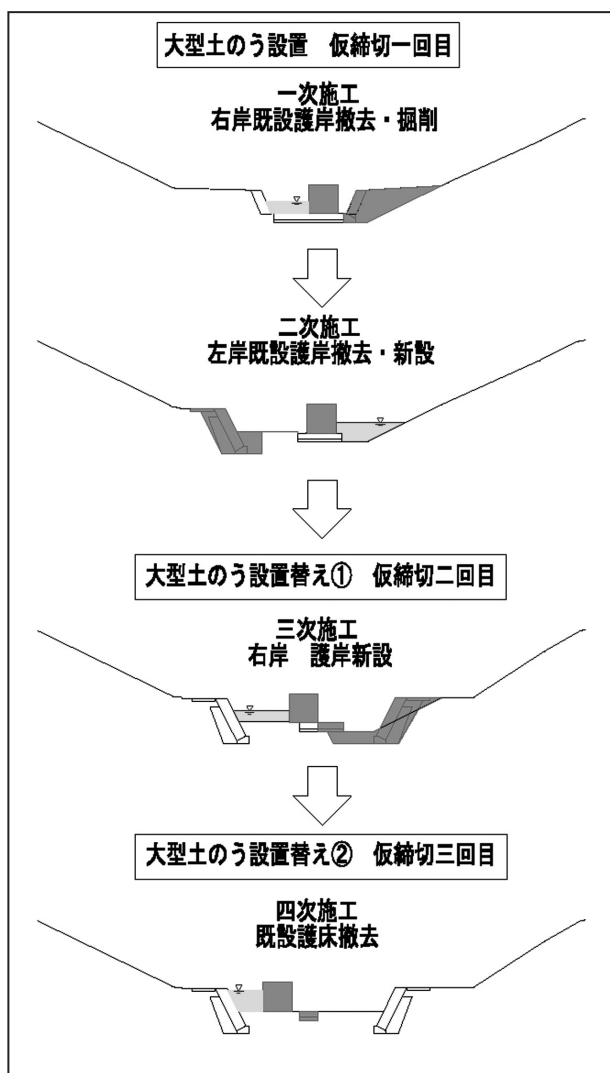 大型土のう設置　仮締切一回目
一次施工
右岸既設護岸撤去・掘削
二次施工
左岸既設護岸撤去・新設
大型土のう設置替え①　仮締切二回目
三次施工
右岸　護岸新設
大型土のう設置替え②　仮締切三回目
四次施工
既設護床撤去